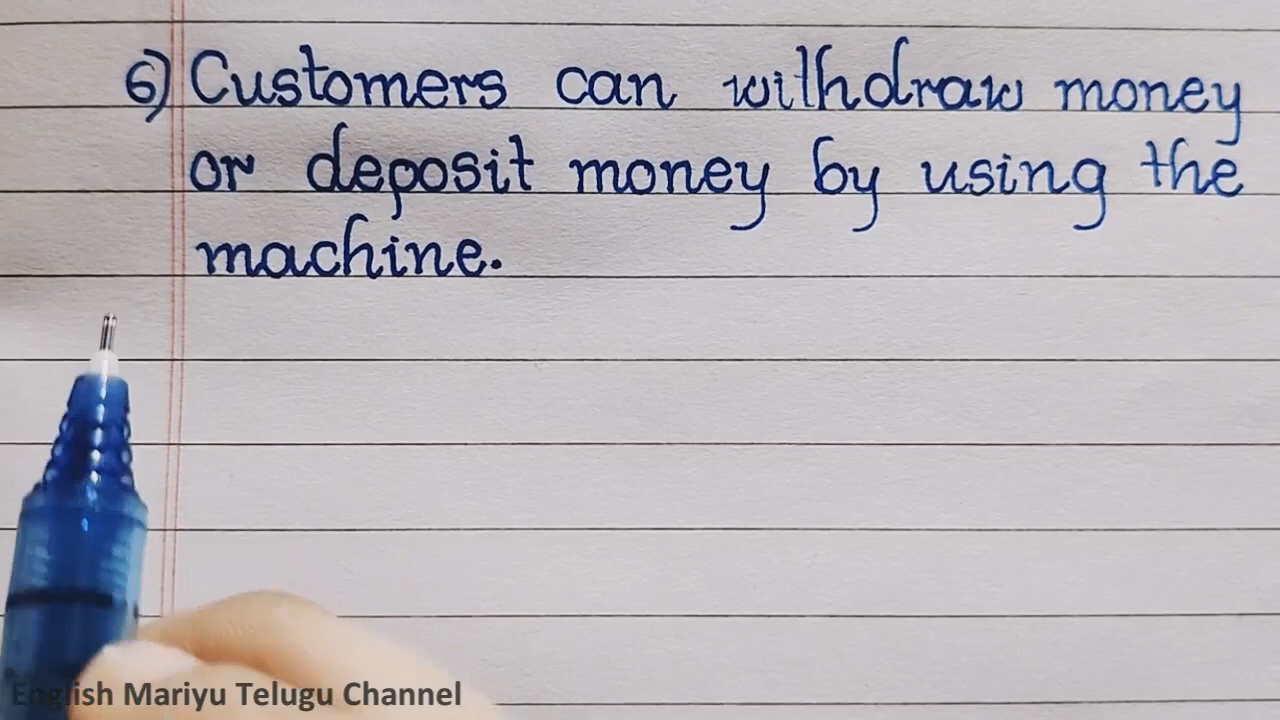 6) Customers can withdraw money
or deposit money by using the
machine.
English Mariyu Telugu Channel